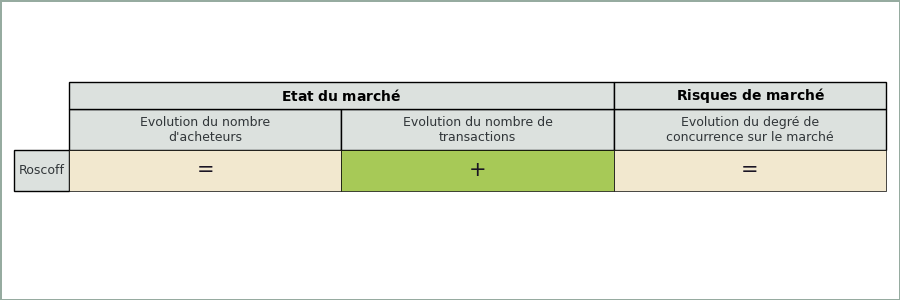 Etat du marché
Risques de marché
Evolution du nombre
d'acheteurs
Evolution du nombre de
transactions
Evolution du degré de
concurrence sur le marché
Roscoff
=
+
=